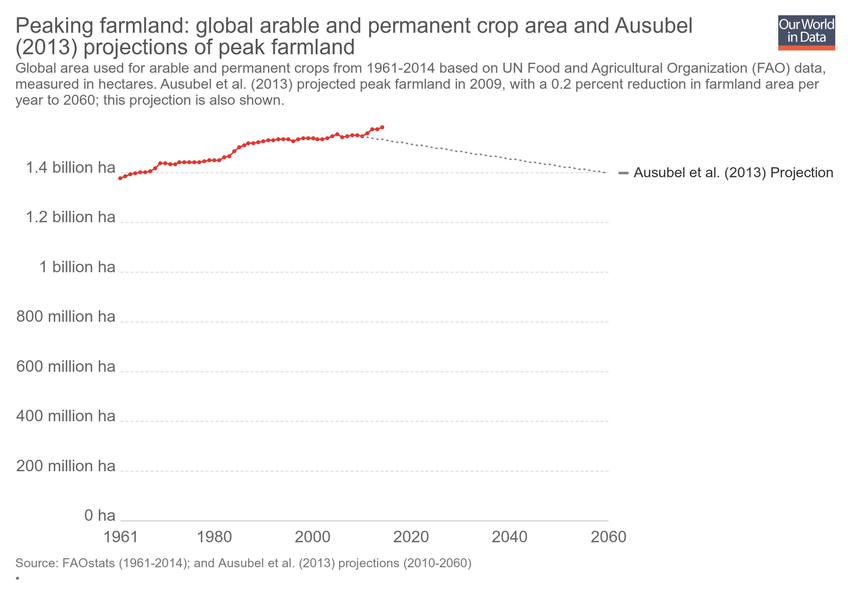 Peaking farmland: global arable and permanent crop area and Ausubel
(2013) projections of peak farmland
Our World
in Data
Global area used for arable and permanent crops from 1961-2014 based on UN Food and Agricultural Organization (FAO) data,
measured in hectares. Ausubel et al. (2013) projected peak farmland in 2009, with a 0.2 percent reduction in farmland area per
year to 2060; this projection is also shown.
1.4 billion ha
Ausubel et al. (2013) Projection
1.2 billion ha
1 billion ha
800 million ha
600 million ha
400 million ha
200 million ha
0 ha
1961 1980 2000 2020 2040 2060
Source: FAOstats (1961-2014); and Ausubel et al. (2013) projections (2010-2060)
•